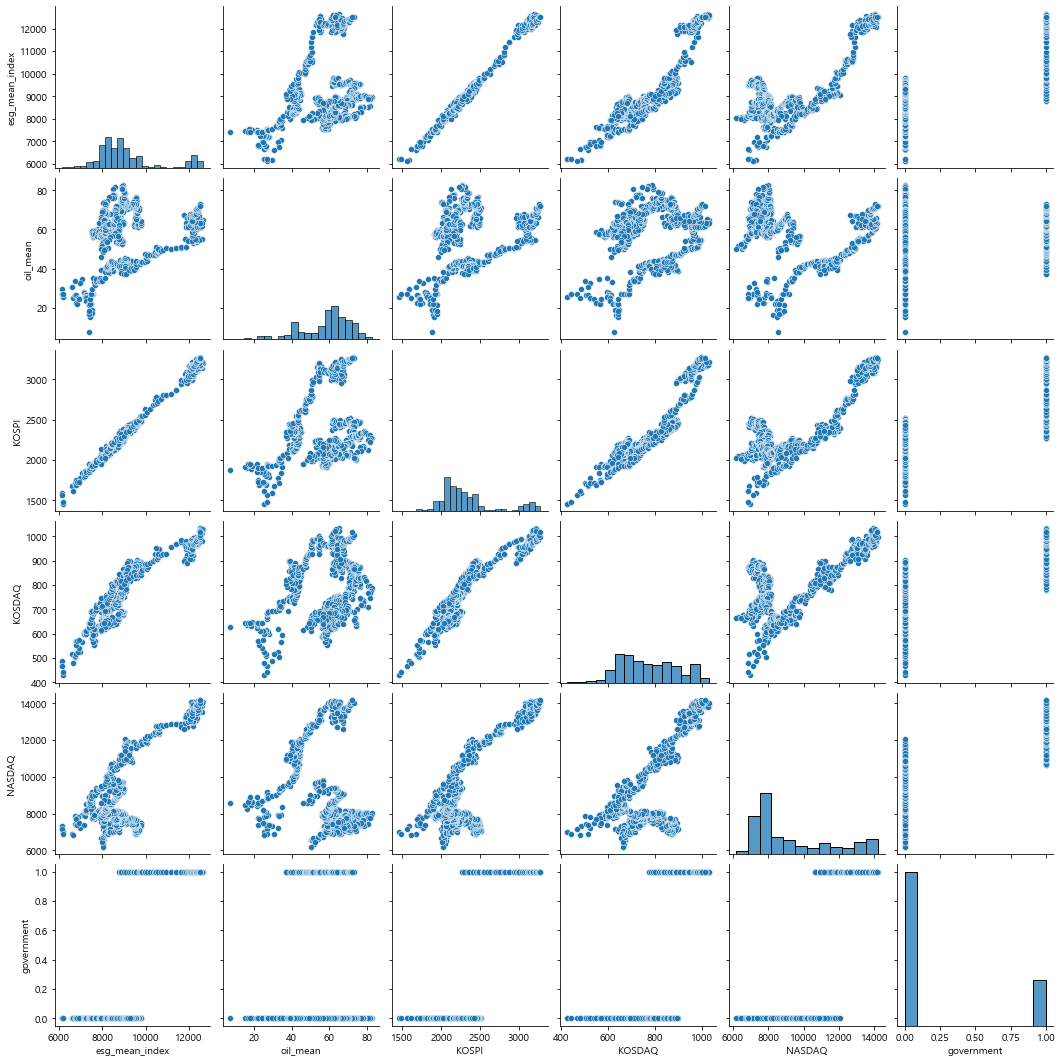 12000
11000
10000
9000
8000
7000
6000
esg_mean_index
80
60
40
20
oil_mean
3000
2500
2000
1500
KOSPI
1000
900
800
700
600
500
400
KOSDAQ
14000
12000
10000
8000
6000
NASDAQ
1.0
0.8
0.6
0.4
0.2
0.0
government
6000 8000 10000 12000
20 40 60 80
1500 2000 2500 3000
400 600 800 1000
6000 8000 10000 12000 14000
0.00 0.25 0.50 0.75 1.00
esg_mean_index oil_mean KOSPI KOSDAQ NASDAQ government